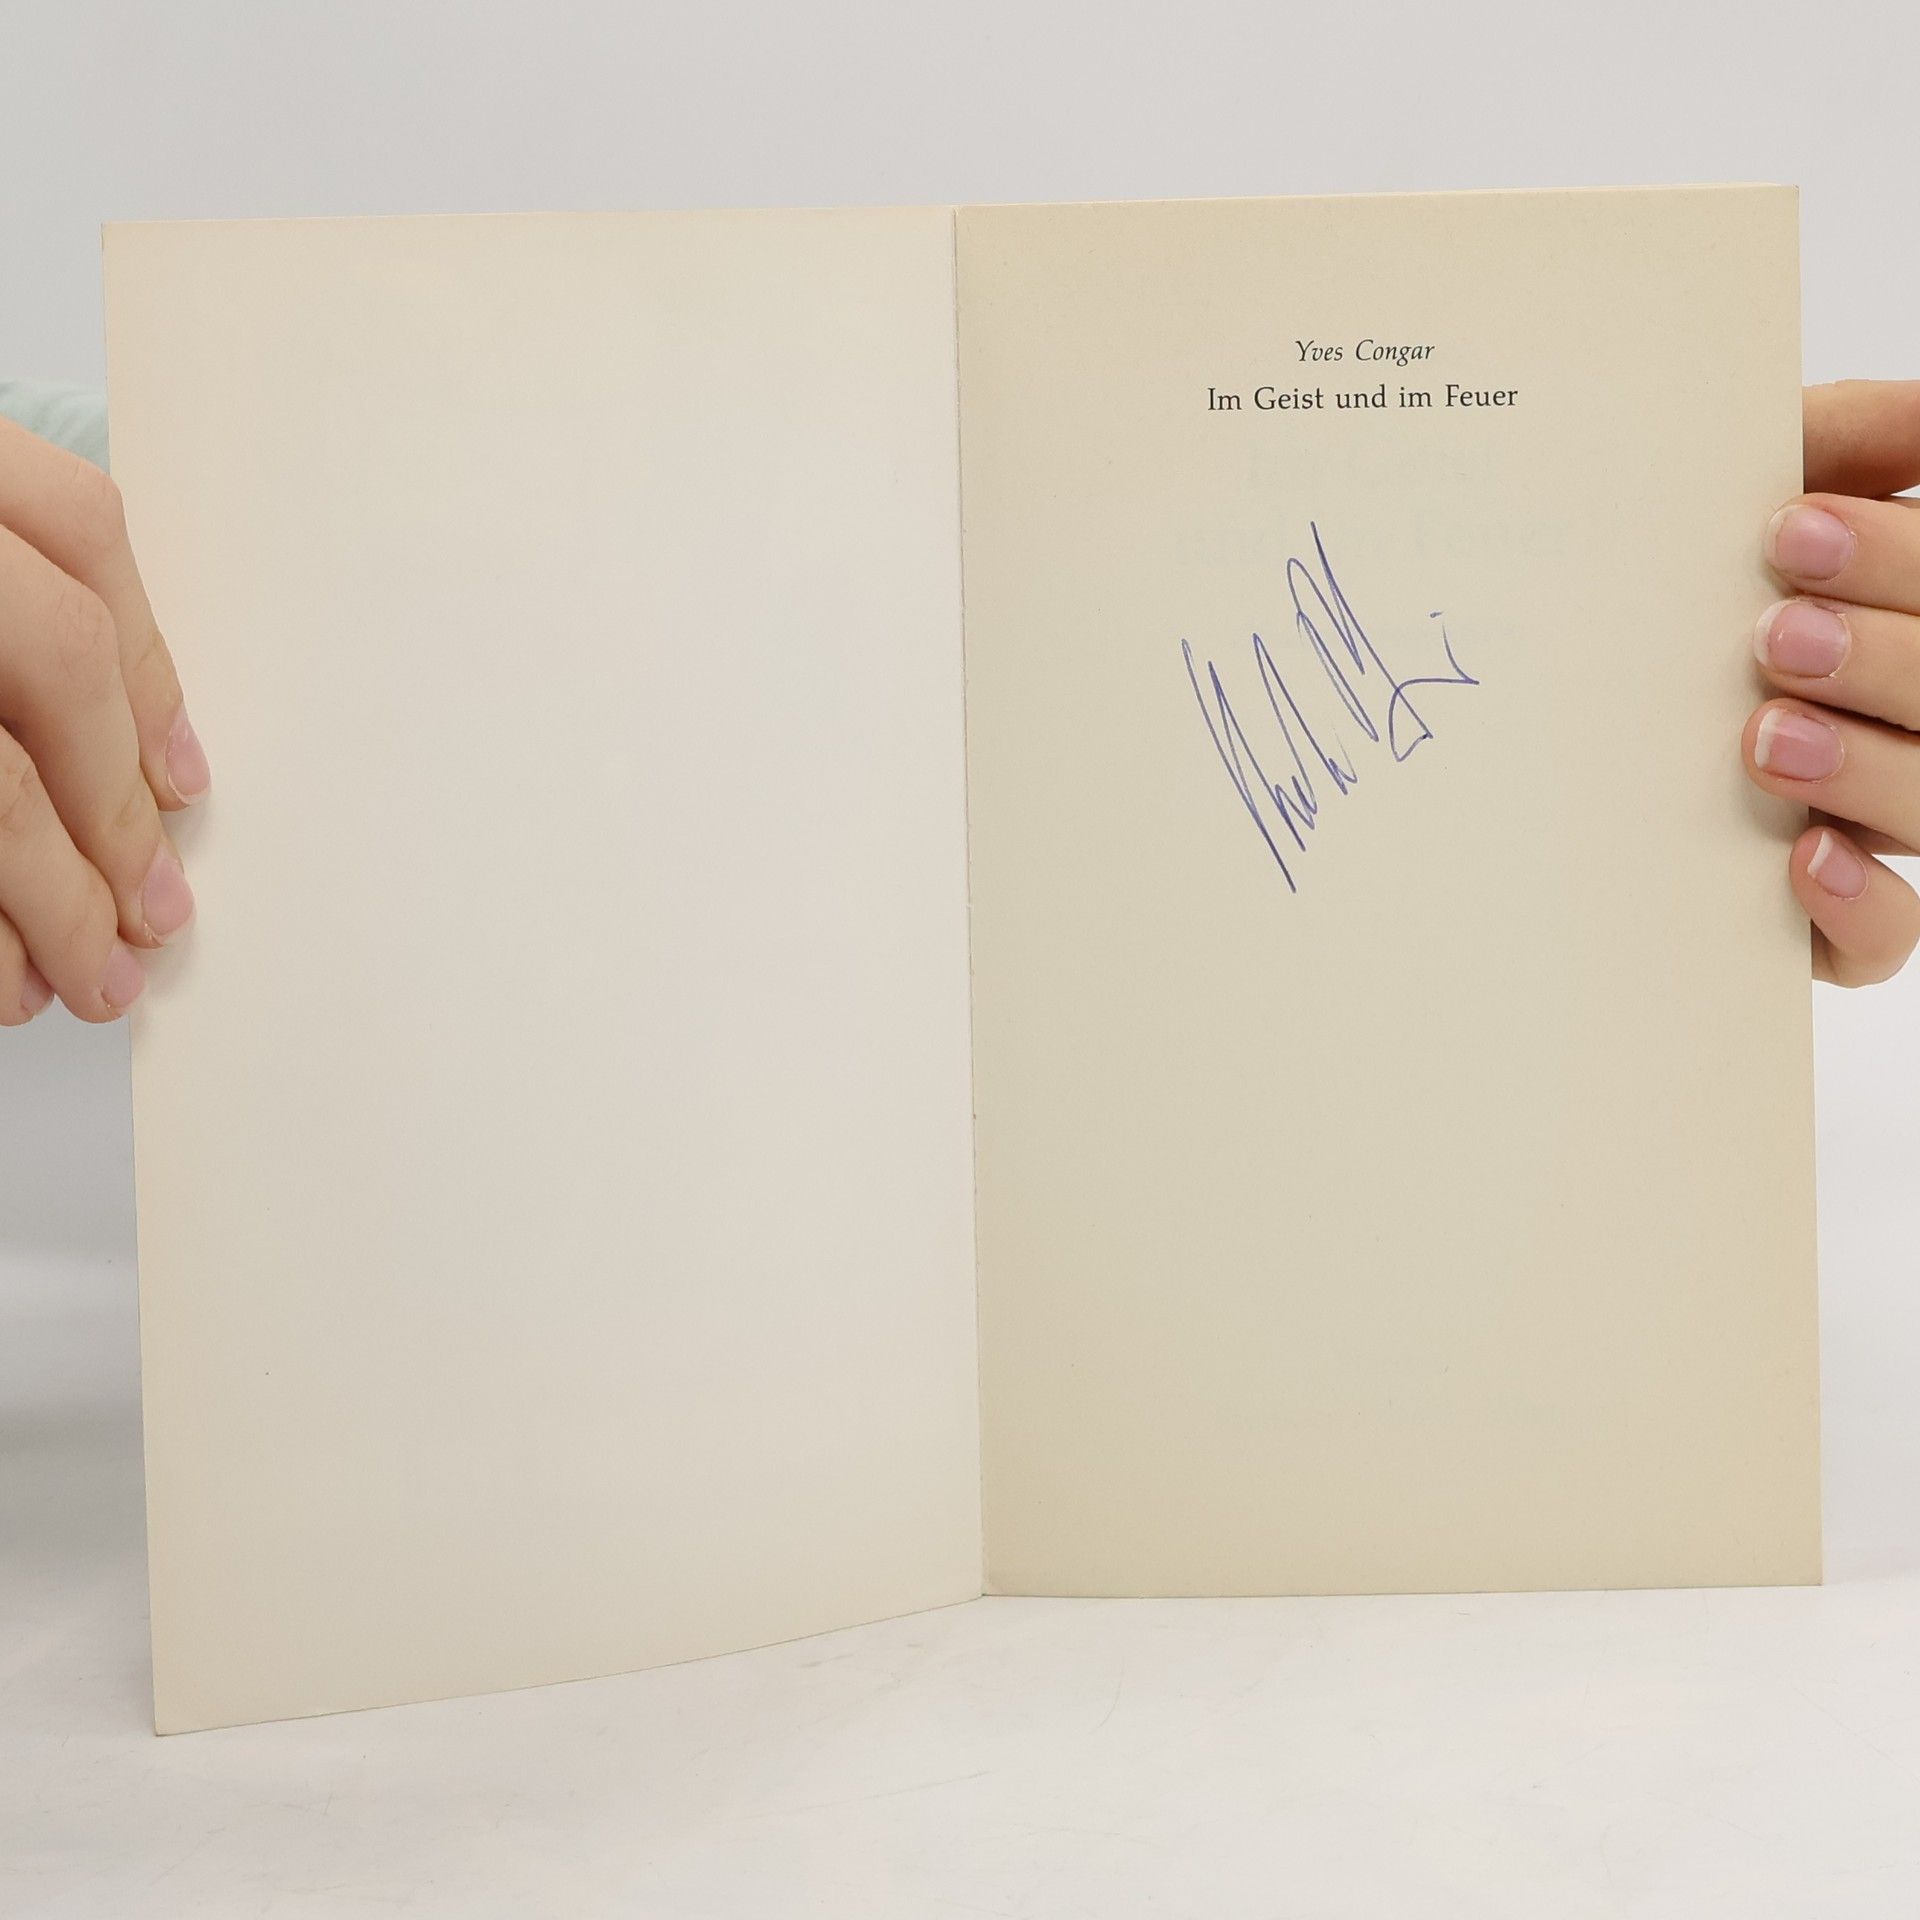 Yves Congar
Im Geist und im Feuer